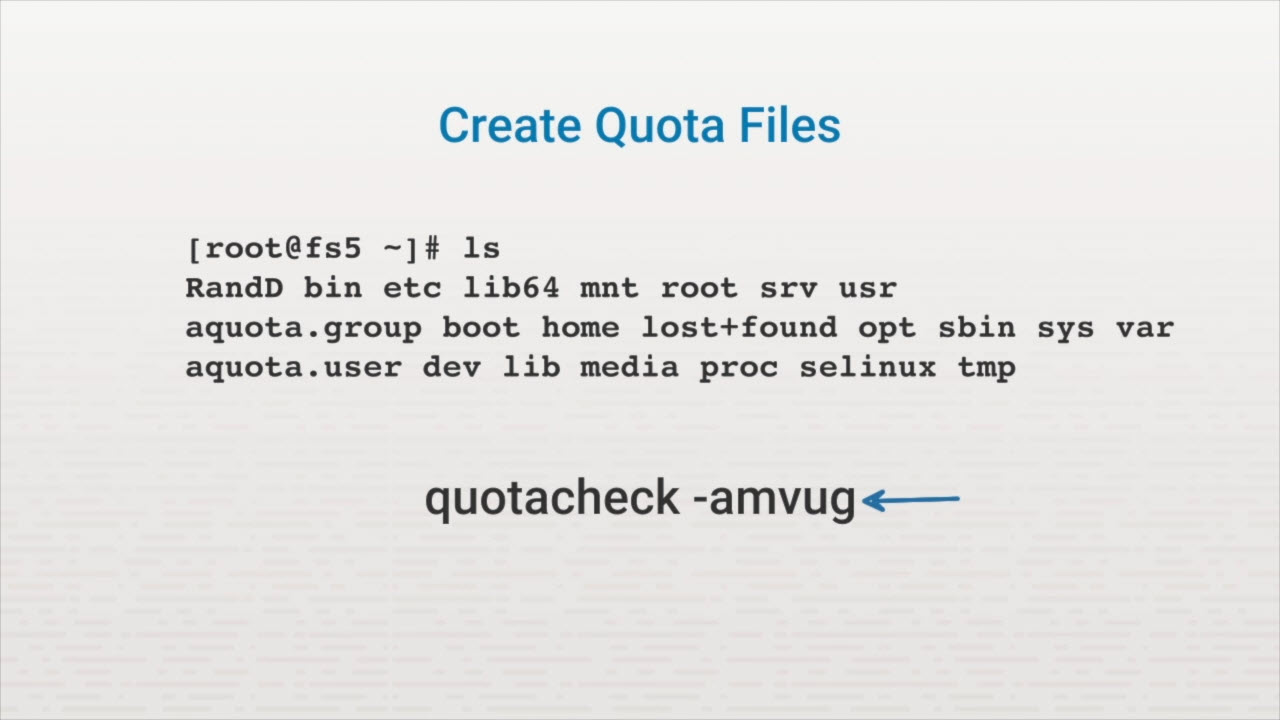 Create Quota Files
[root@fs5 ~]# ls
RandD bin etc lib64 mnt root srv usr
aquota.group boot home lost+found opt sbin sys var
aquota.user dev lib media proc selinux tmp
quotacheck -amvug